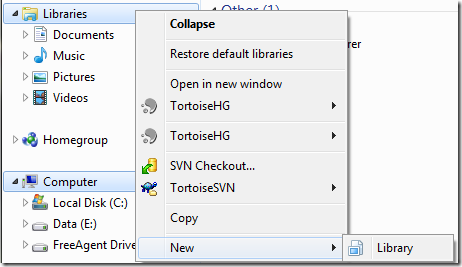 Libraries
Documents
Music
Pictures
Videos
Homegroup
Computer
Local Disk (C:)
Data (E:)
FreeAgent Drive
Other (1)
rer
Collapse
Restore default libraries
Open in new window
TortoiseHG
TortoiseHG
SVN Checkout...
TortoiseSVN
Copy
New
Library